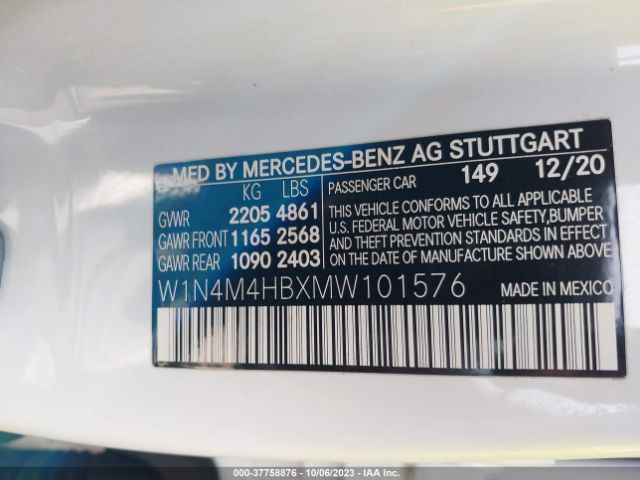 MFD BY MERCEDES-BENZ AG STUTTGART
KG LBS PASSENGER CAR 149 12/20
GVWR 2205 4861
GAWR FRONT 1165 2568
GAWR REAR 1090 2403
THIS VEHICLE CONFORMS TO ALL APPLICABLE
U.S. FEDERAL MOTOR VEHICLE SAFETY,BUMPER
AND THEFT PREVENTION STANDARDS IN EFFECT
ON THE DATE OF MANUFACTURE SHOWN ABOVE
W1N4M4HBXMW101576 MADE IN MEXICO
000-37758876 | 10/06/2023 | IAA Inc.